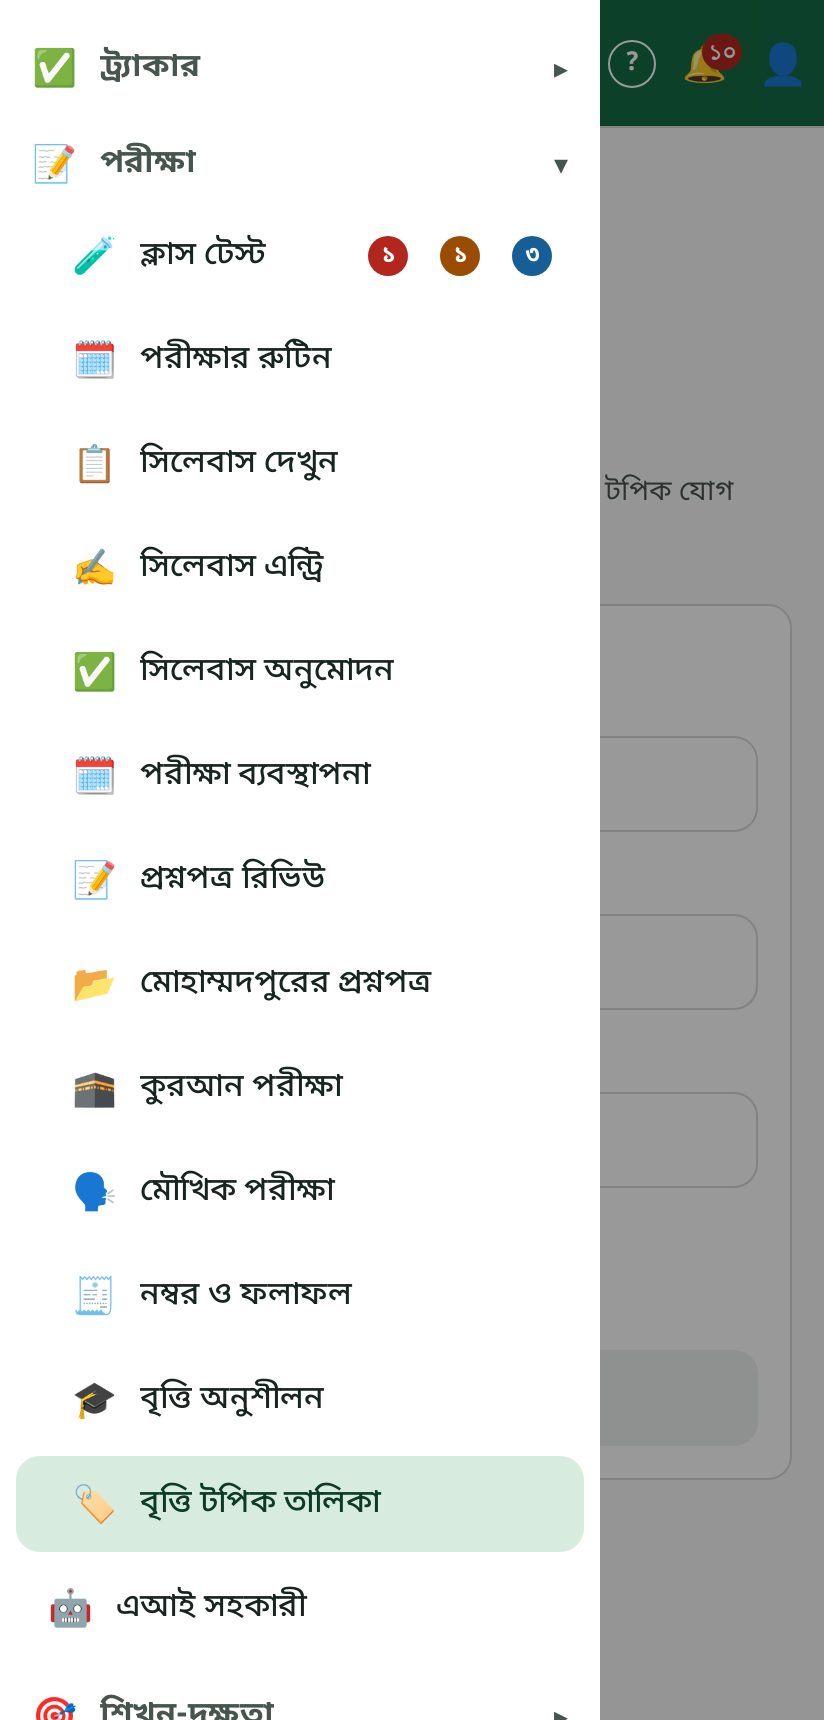 ট্র্যাকার
?
১০
পরীক্ষা
ক্লাস টেস্ট ১ ১ ৩
পরীক্ষার রুটিন
সিলেবাস দেখুন
টপিক যোগ
সিলেবাস এন্ট্রি
সিলেবাস অনুমোদন
পরীক্ষা ব্যবস্থাপনা
প্রশ্নপত্র রিভিউ
মোহাম্মদপুরের প্রশ্নপত্র
কুরআন পরীক্ষা
মৌখিক পরীক্ষা
নম্বর ও ফলাফল
বৃত্তি অনুশীলন
বৃত্তি টপিক তালিকা
এআই সহকারী
শিখন-দক্ষতা